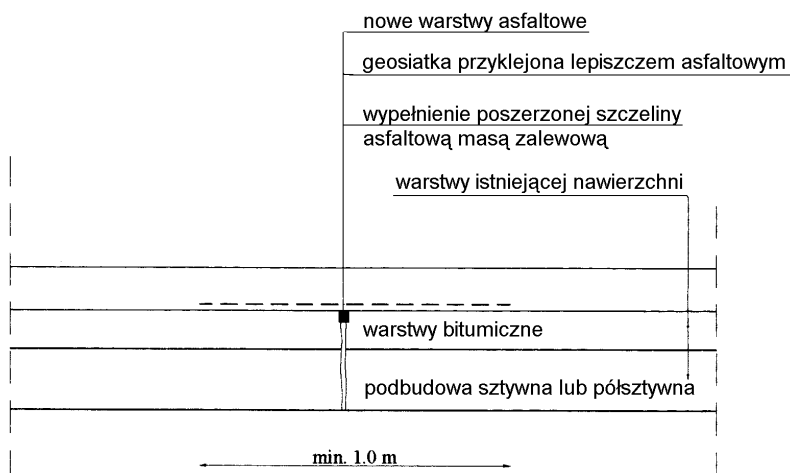 nowe warstwy asfaltowe
geosiatka przyklejona lepiszczem asfaltowym
wypełnienie poszerzonej szczeliny
asfaltową masą zalewową
warstwy istniejącej nawierzchni
warstwy bitumiczne
podbudowa sztywna lub półsztywna
min. 1.0 m